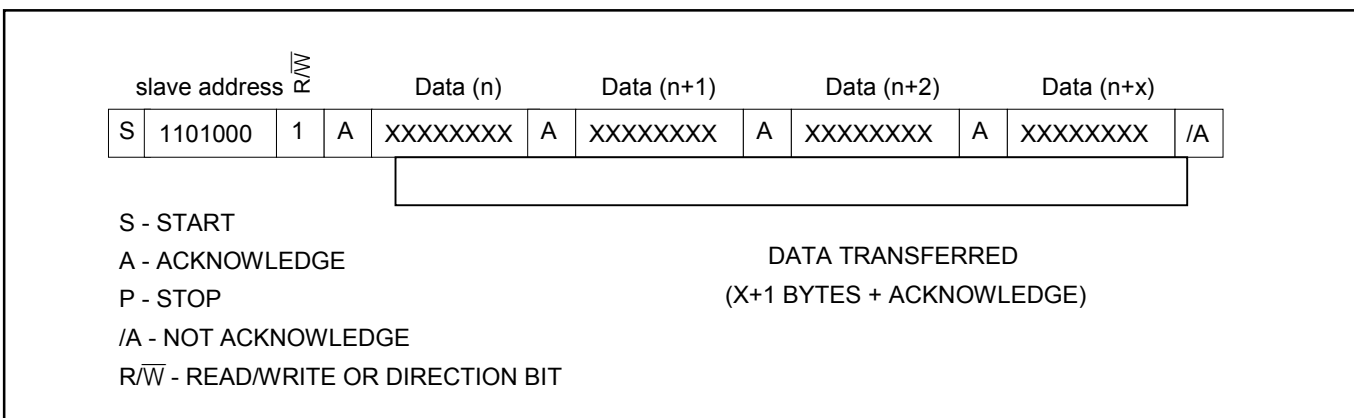 slave address R/W̅ Data (n) Data (n+1) Data (n+2) Data (n+x)
S 1101000 1 A XXXXXXXX A XXXXXXXX A XXXXXXXX A XXXXXXXX /A
S - START
A - ACKNOWLEDGE
P - STOP
/A - NOT ACKNOWLEDGE
R/W̅ - READ/WRITE OR DIRECTION BIT
DATA TRANSFERRED
(X+1 BYTES + ACKNOWLEDGE)